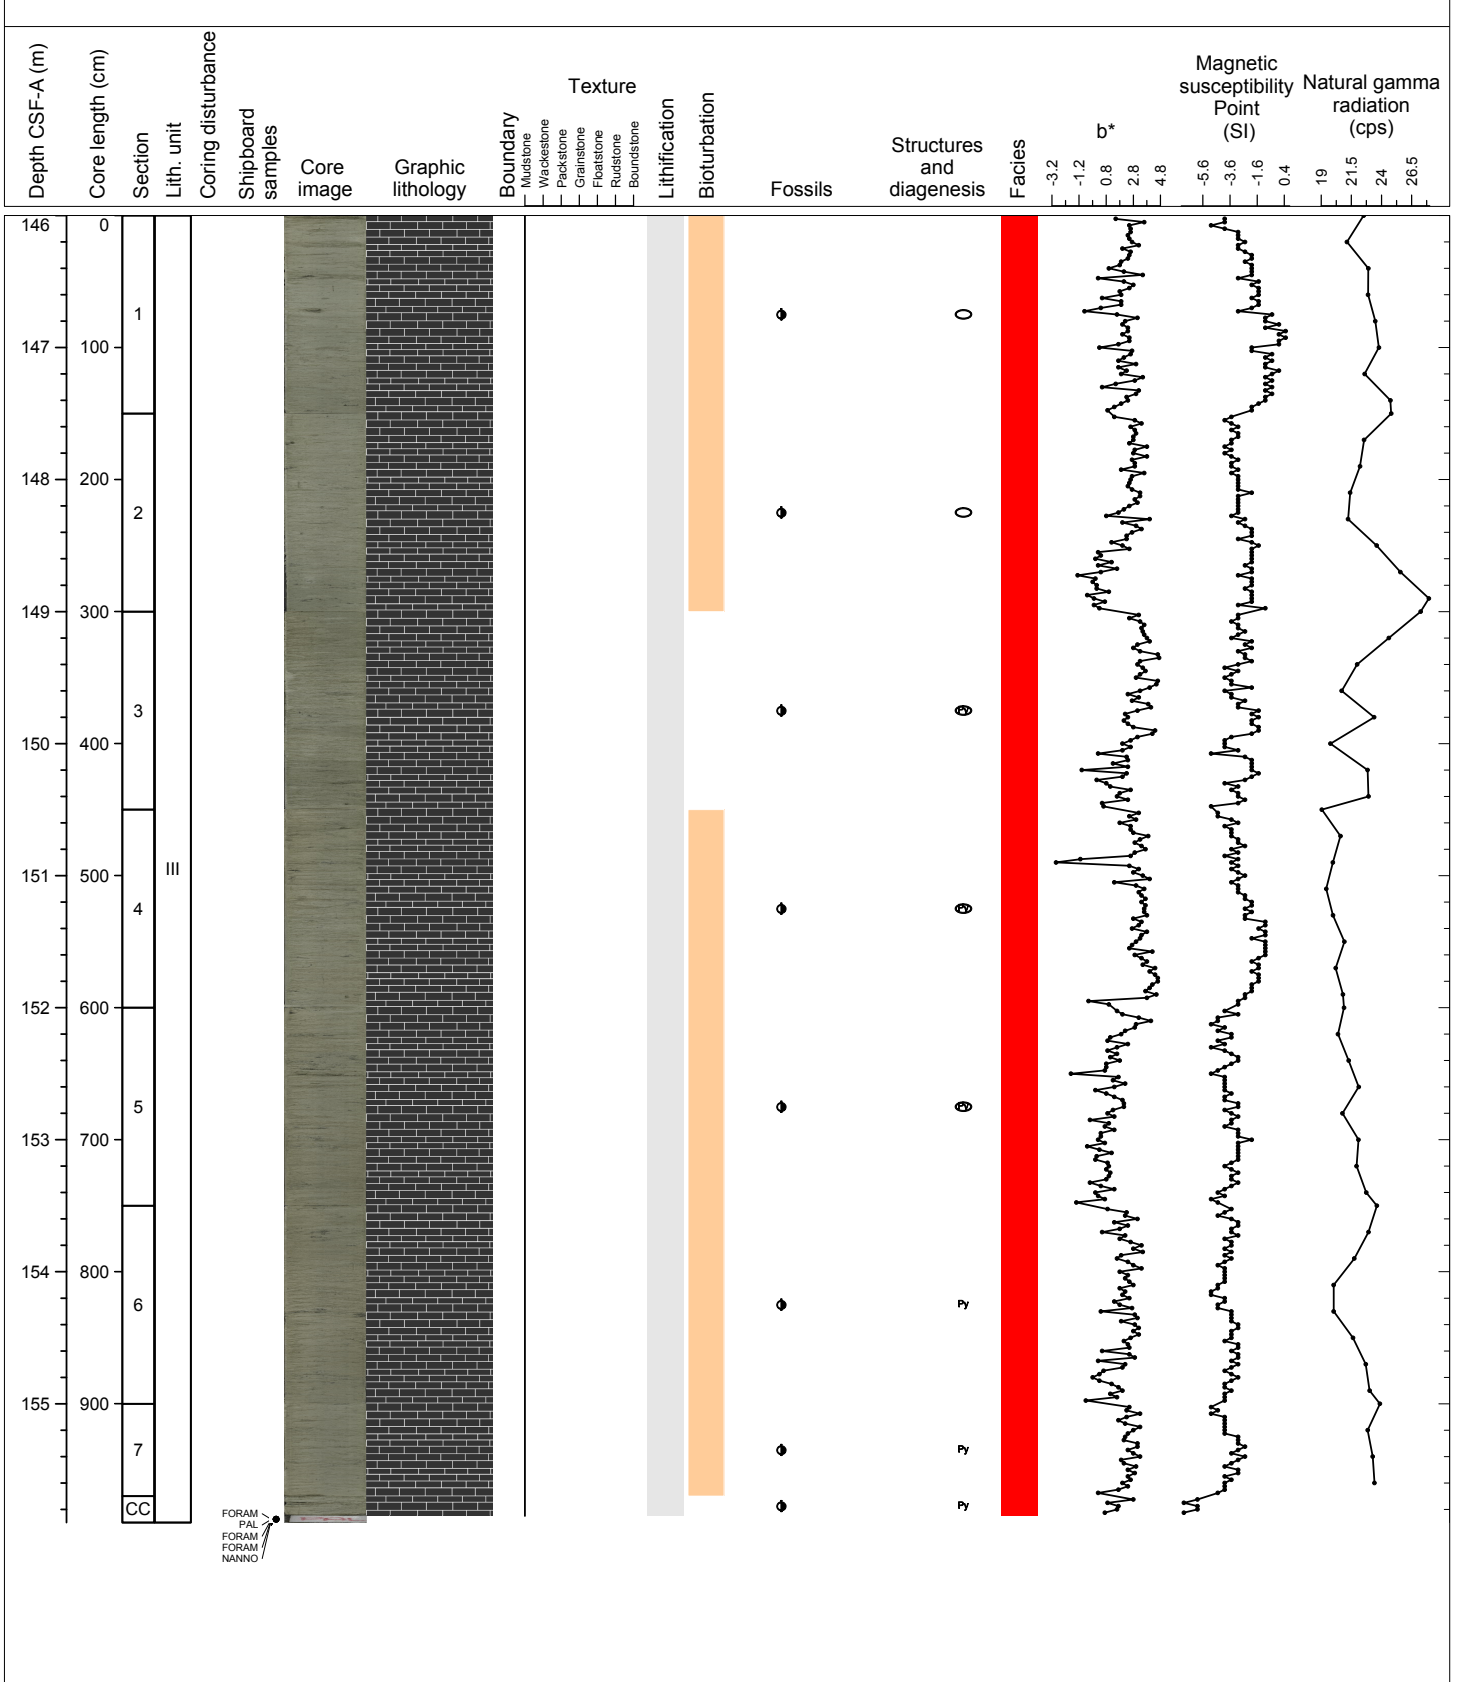 Depth CSF-A (m)
Core length (cm)
Section
Lith. unit
Coring disturbance
Shipboard
samples
Core
image
Graphic
lithology
Boundary
Texture
Mudstone
Wackestone
Packstone
Grainstone
Floatstone
Rudstone
Boundstone
Lithification
Bioturbation
Fossils
Structures
and
diagenesis
Facies
b*
-3.2
-1.2
0.8
2.8
4.8
Magnetic
susceptibility
Point
(SI)
-5.6
-3.6
-1.6
0.4
Natural gamma
radiation
(cps)
19
21.5
24
26.5
146
0
1
147
100
148
200
2
149
300
3
150
400
Py
III
151
500
4
Py
152
600
5
Py
153
700
154
800
6
Py
155
900
7
Py
CC
Py
FORAM
PAL
FORAM
FORAM
NANNO